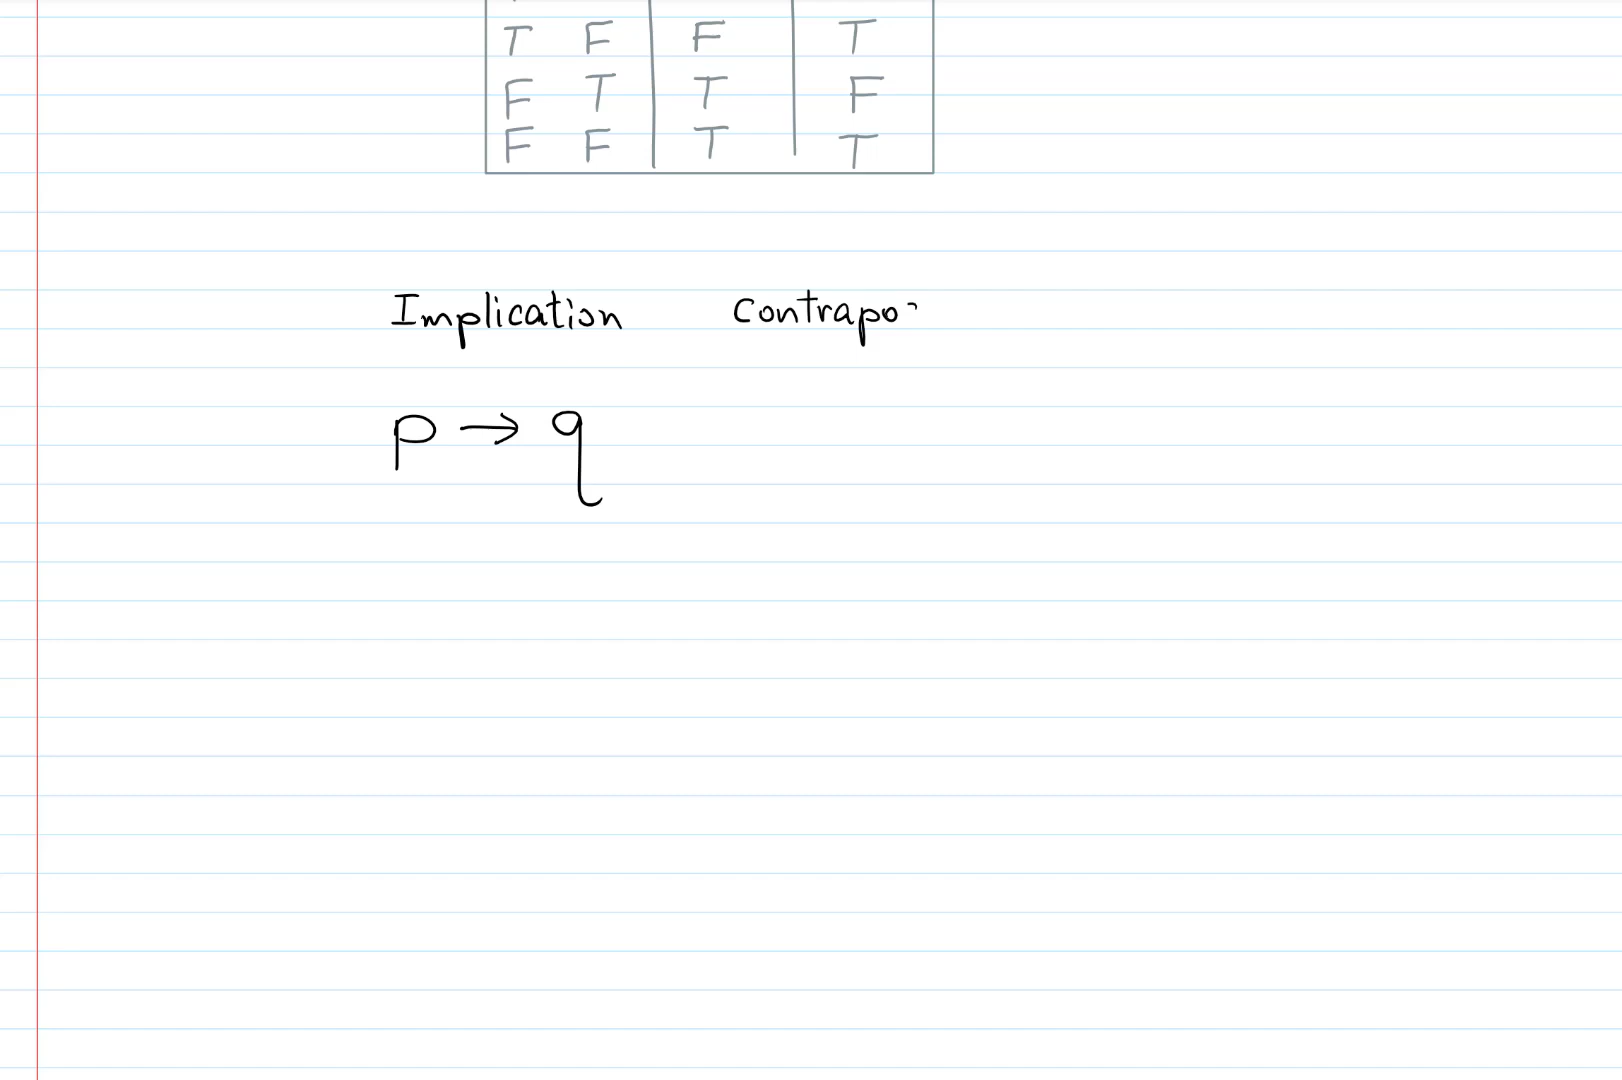 T F F T
F T T F
F F T T
Implication Contrapo
p → q